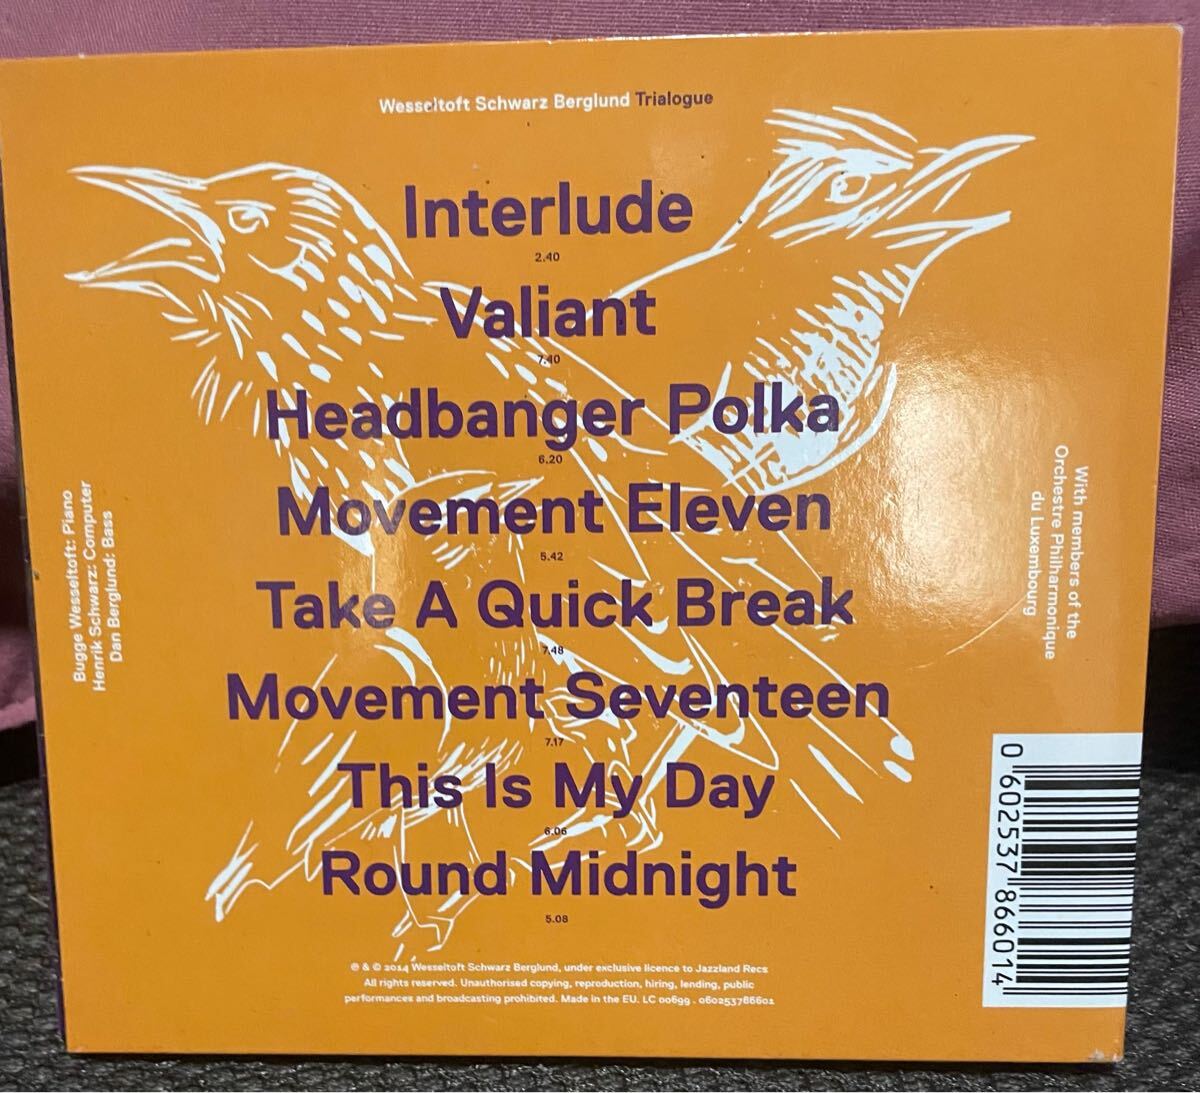 Wesseltoft Schwarz Berglund Trialogue
Interlude
2.40
Valiant
7.40
Headbanger Polka
6.20
Movement Eleven
5.42
Take A Quick Break
7.48
Movement Seventeen
7.17
This Is My Day
6.06
Round Midnight
5.08
Bugge Wesseltoft: Piano
Henrik Schwarz: Computer
Dan Berglund: Bass
With members of the
Orchestre Philharmonique
du Luxembourg
℗ & © 2014 Wesseltoft Schwarz Berglund, under exclusive licence to Jazzland Recs
All rights reserved. Unauthorised copying, reproduction, hiring, lending, public
performances and broadcasting prohibited. Made in the EU. LC 00699 . 060253786601
0 602537 866014